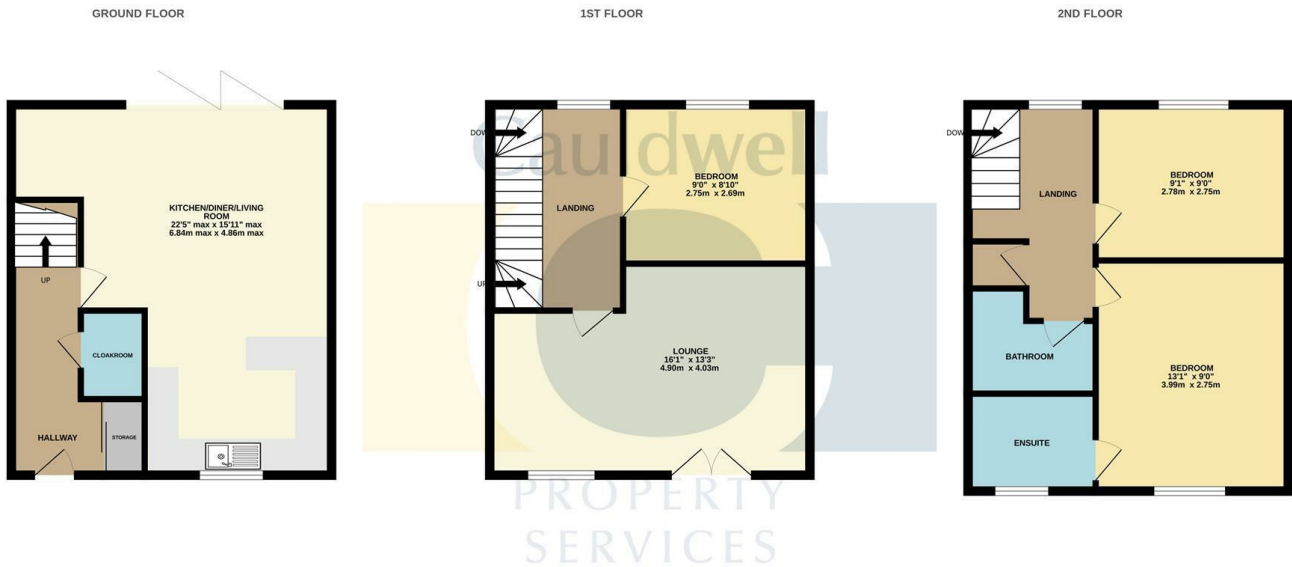 GROUND FLOOR
1ST FLOOR
2ND FLOOR
KITCHEN/DINER/LIVING
ROOM
22'5" max x 15'11" max
6.84m max x 4.86m max
UP
CLOAKROOM
HALLWAY
STORAGE
DOWN
LANDING
UP
BEDROOM
9'0" x 8'10"
2.75m x 2.69m
LOUNGE
16'1" x 13'3"
4.90m x 4.03m
DOWN
LANDING
BEDROOM
9'1" x 9'0"
2.78m x 2.75m
BATHROOM
BEDROOM
13'1" x 9'0"
3.99m x 2.75m
ENSUITE
Cauldwell
PROPERTY
SERVICES